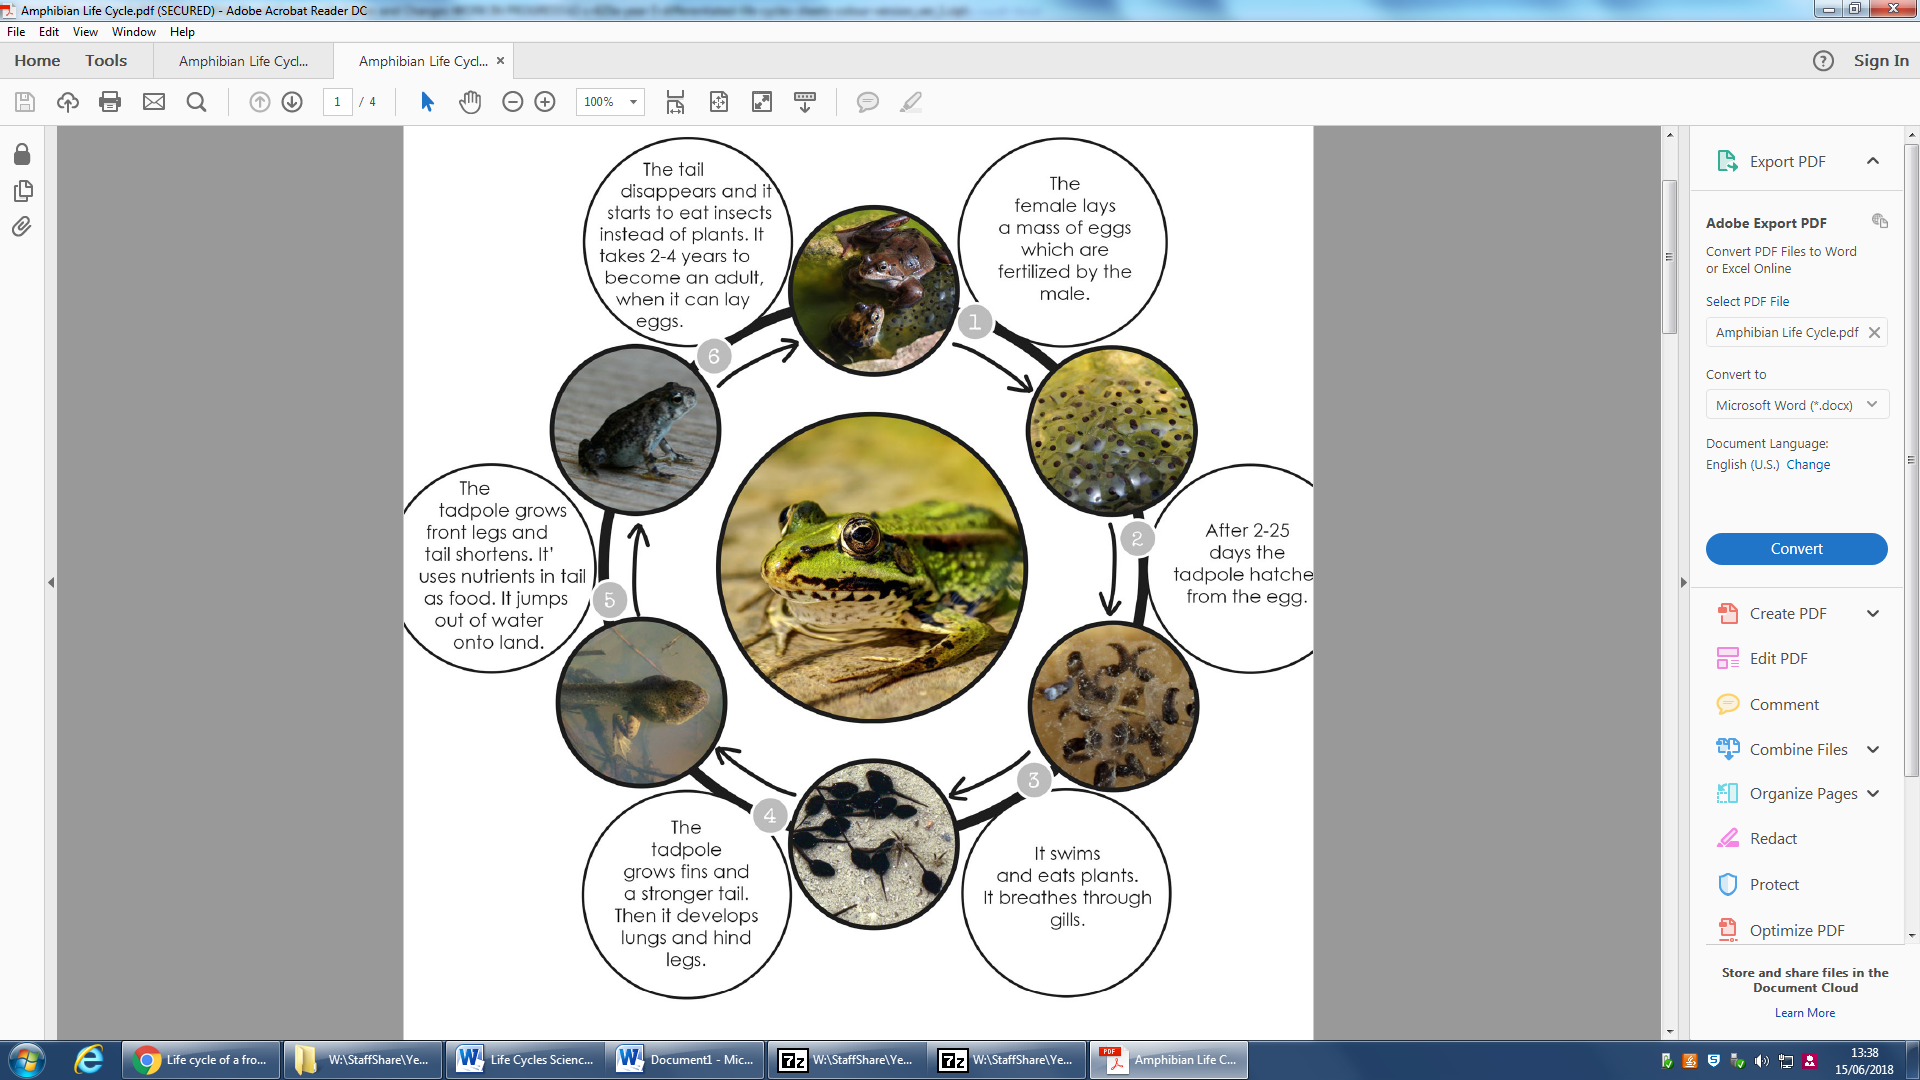 Amphibian Life Cycle.pdf (SECURED) - Adobe Acrobat Reader DC
File Edit View Window Help
Home Tools Amphibian Life Cycl... Amphibian Life Cycl... Sign In
1 / 4 100%
The tail
disappears and it
starts to eat insects
instead of plants. It
takes 2-4 years to
become an adult,
when it can lay
eggs.
The
female lays
a mass of eggs
which are
fertilized by the
male.
1
6
The
tadpole grows
front legs and
tail shortens. It'
uses nutrients in tail
as food. It jumps
out of water
onto land.
5
2
After 2-25
days the
tadpole hatche
from the egg.
4
3
The
tadpole
grows fins and
a stronger tail.
Then it develops
lungs and hind
legs.
It swims
and eats plants.
It breathes through
gills.
Export PDF
Adobe Export PDF
Convert PDF Files to Word
or Excel Online
Select PDF File
Amphibian Life Cycle.pdf
Convert to
Microsoft Word (*.docx)
Document Language:
English (U.S.) Change
Convert
Create PDF
Edit PDF
Comment
Combine Files
Organize Pages
Redact
Protect
Optimize PDF
Store and share files in the
Document Cloud
Learn More
Life cycle of a fro... W:\StaffShare\Ye... Life Cycles Scienc... Document1 - Mic... W:\StaffShare\Ye... W:\StaffShare\Ye... Amphibian Life C...
13:38
15/06/2018